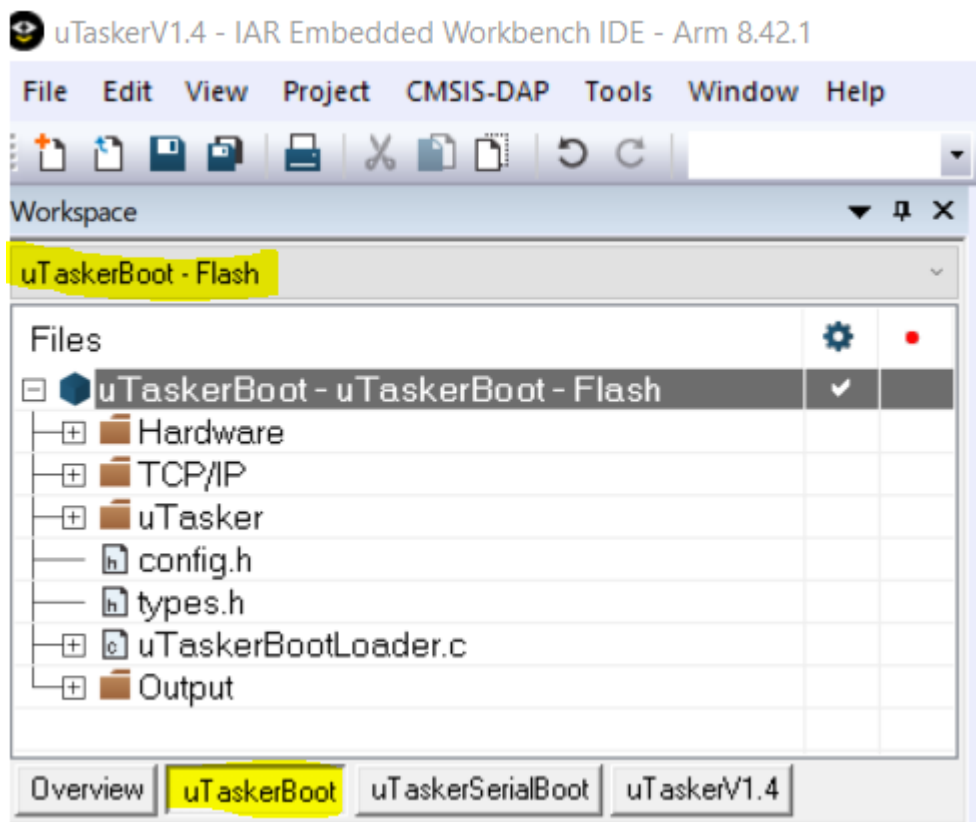 uTaskerV1.4 - IAR Embedded Workbench IDE - Arm 8.42.1
File Edit View Project CMSIS-DAP Tools Window Help
Workspace
uTaskerBoot - Flash
Files
uTaskerBoot - uTaskerBoot - Flash
Hardware
TCP/IP
uTasker
h config.h
h types.h
c uTaskerBootLoader.c
Output
Overview uTaskerBoot uTaskerSerialBoot uTaskerV1.4